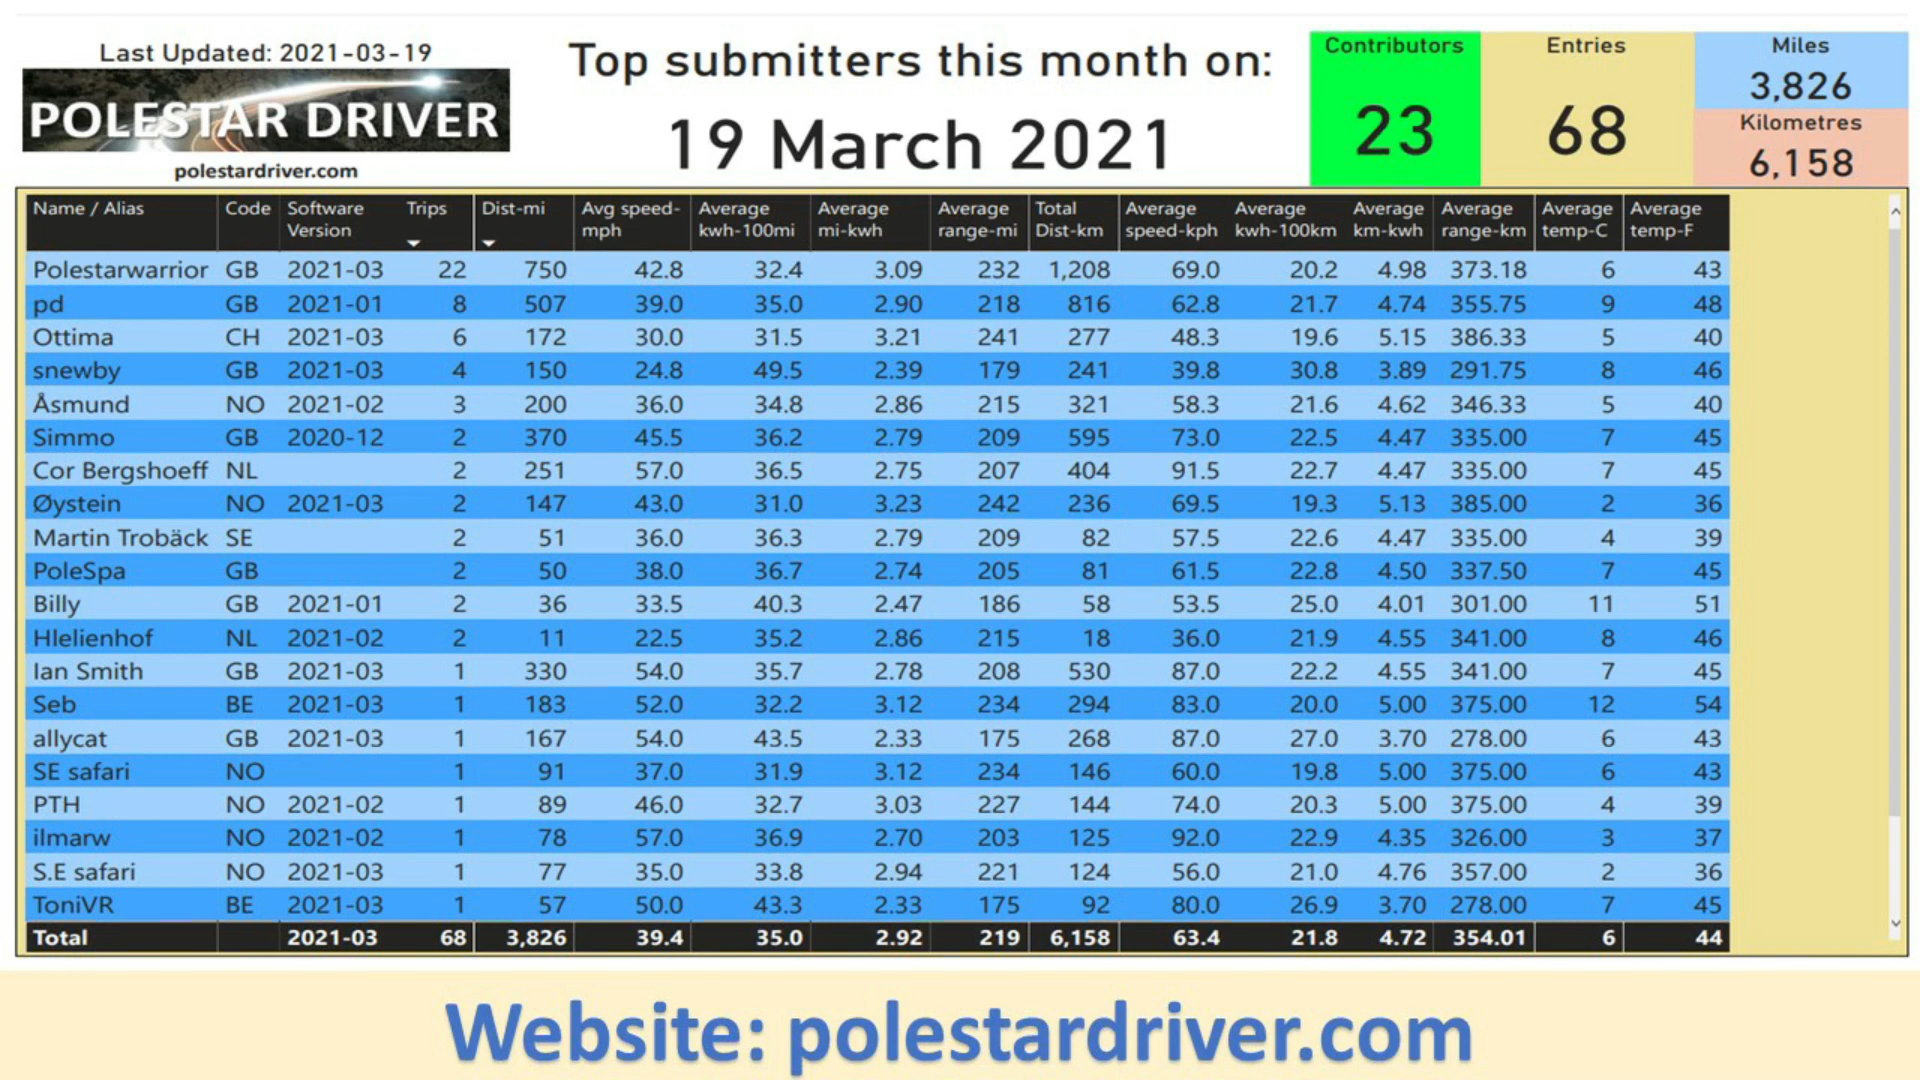 Last Updated: 2021-03-19
POLESTAR DRIVER
polestardriver.com
Top submitters this month on:
19 March 2021
Contributors
23
Entries
68
Miles
3,826
Kilometres
6,158
Name / Alias Code Software Version Trips Dist-mi Avg speed-mph Average kwh-100mi Average mi-kwh Average range-mi Total Dist-km Average speed-kph Average kwh-100km Average km-kwh Average range-km Average temp-C Average temp-F
Polestarwarrior GB 2021-03 22 750 42.8 32.4 3.09 232 1,208 69.0 20.2 4.98 373.18 6 43
pd GB 2021-01 8 507 39.0 35.0 2.90 218 816 62.8 21.7 4.74 355.75 9 48
Ottima CH 2021-03 6 172 30.0 31.5 3.21 241 277 48.3 19.6 5.15 386.33 5 40
snewby GB 2021-03 4 150 24.8 49.5 2.39 179 241 39.8 30.8 3.89 291.75 8 46
Åsmund NO 2021-02 3 200 36.0 34.8 2.86 215 321 58.3 21.6 4.62 346.33 5 40
Simmo GB 2020-12 2 370 45.5 36.2 2.79 209 595 73.0 22.5 4.47 335.00 7 45
Cor Bergshoeff NL 2 251 57.0 36.5 2.75 207 404 91.5 22.7 4.47 335.00 7 45
Øystein NO 2021-03 2 147 43.0 31.0 3.23 242 236 69.5 19.3 5.13 385.00 2 36
Martin Trobäck SE 2 51 36.0 36.3 2.79 209 82 57.5 22.6 4.47 335.00 4 39
PoleSpa GB 2 50 38.0 36.7 2.74 205 81 61.5 22.8 4.50 337.50 7 45
Billy GB 2021-01 2 36 33.5 40.3 2.47 186 58 53.5 25.0 4.01 301.00 11 51
Hlelienhof NL 2021-02 2 11 22.5 35.2 2.86 215 18 36.0 21.9 4.55 341.00 8 46
Ian Smith GB 2021-03 1 330 54.0 35.7 2.78 208 530 87.0 22.2 4.55 341.00 7 45
Seb BE 2021-03 1 183 52.0 32.2 3.12 234 294 83.0 20.0 5.00 375.00 12 54
allycat GB 2021-03 1 167 54.0 43.5 2.33 175 268 87.0 27.0 3.70 278.00 6 43
SE safari NO 1 91 37.0 31.9 3.12 234 146 60.0 19.8 5.00 375.00 6 43
PTH NO 2021-02 1 89 46.0 32.7 3.03 227 144 74.0 20.3 5.00 375.00 4 39
ilmarw NO 2021-02 1 78 57.0 36.9 2.70 203 125 92.0 22.9 4.35 326.00 3 37
S.E safari NO 2021-03 1 77 35.0 33.8 2.94 221 124 56.0 21.0 4.76 357.00 2 36
ToniVR BE 2021-03 1 57 50.0 43.3 2.33 175 92 80.0 26.9 3.70 278.00 7 45
Total 2021-03 68 3,826 39.4 35.0 2.92 219 6,158 63.4 21.8 4.72 354.01 6 44
Website: polestardriver.com